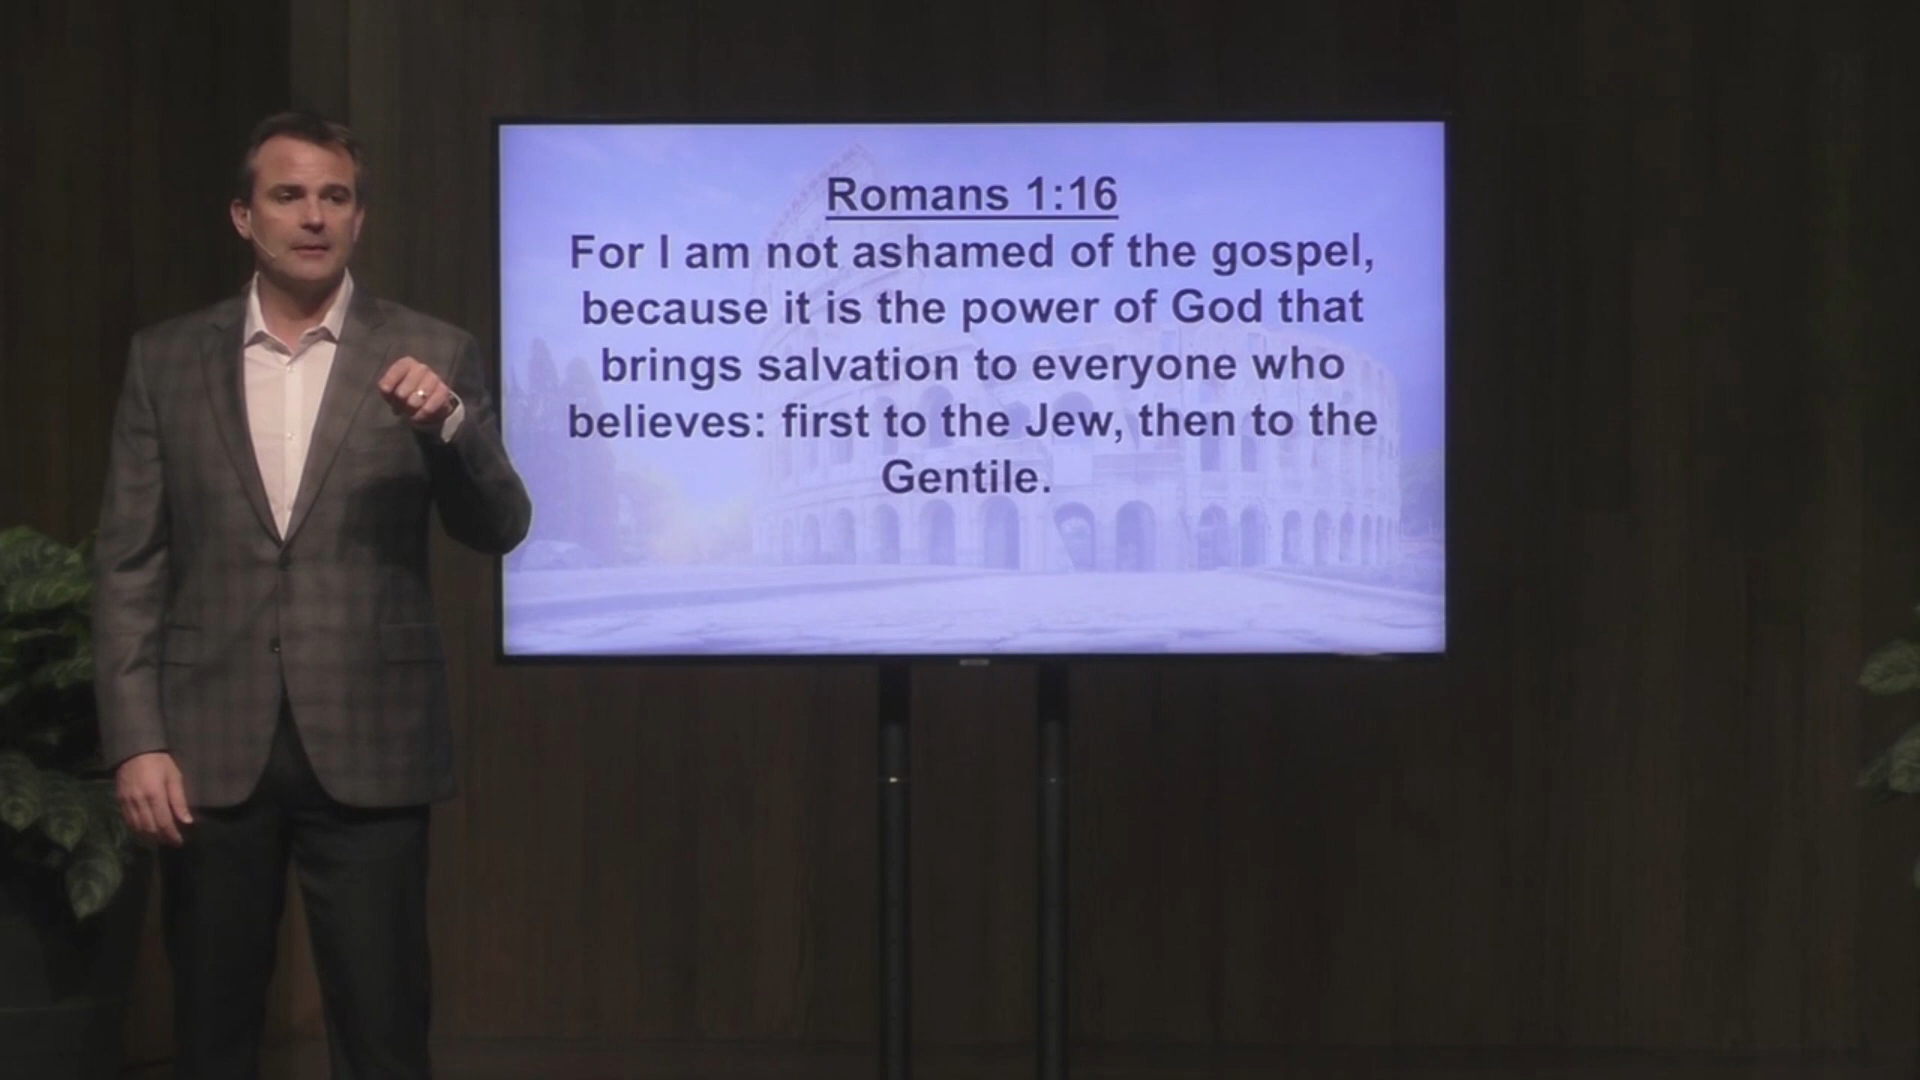 Romans 1:16
For I am not ashamed of the gospel,
because it is the power of God that
brings salvation to everyone who
believes: first to the Jew, then to the
Gentile.